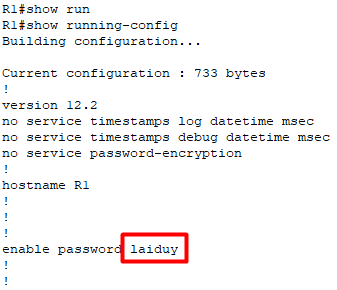 R1#show run
R1#show running-config
Building configuration...
Current configuration : 733 bytes
!
version 12.2
no service timestamps log datetime msec
no service timestamps debug datetime msec
no service password-encryption
!
hostname R1
!
!
!
enable password laiduy
!
!